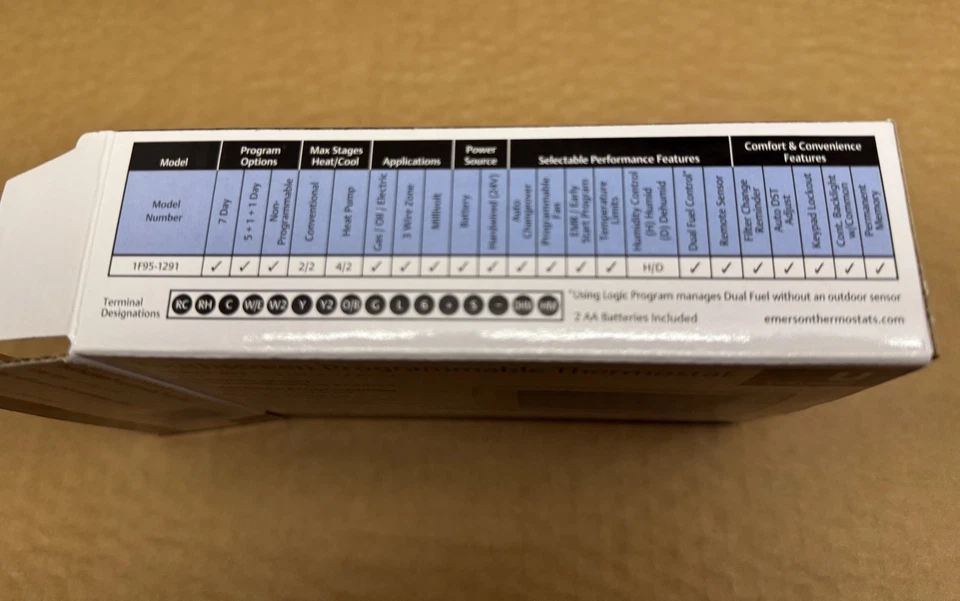 Model
Program Options
Max Stages Heat/Cool
Applications
Power Source
Selectable Performance Features
Comfort & Convenience Features
Model Number
7 Day
5 + 1 + 1 Day
Non-Programmable
Conventional
Heat Pump
Gas / Oil / Electric
3 Wire Zone
Millivolt
Battery
Hardwired (24V)
Auto Changeover
Programmable Fan
EMR / Early Start Program
Temperature Limits
Humidity Control (H) Humid (D) Dehumid
Dual Fuel Control*
Remote Sensor
Filter Change Reminder
Auto DST Adjust
Keypad Lockout
Cont. Backlight w/Common
Permanent Memory
1F95-1291 ✓ ✓ ✓ 2/2 4/2 ✓ ✓ ✓ ✓ ✓ ✓ ✓ ✓ ✓ H/D ✓ ✓ ✓ ✓ ✓ ✓ ✓
Terminal Designations
RC RH C W/E W2 Y Y2 O/B G L 6 + S −
*Using Logic Program manages Dual Fuel without an outdoor sensor
2 AA Batteries Included
emersonthermostats.com
Programmable Thermostat